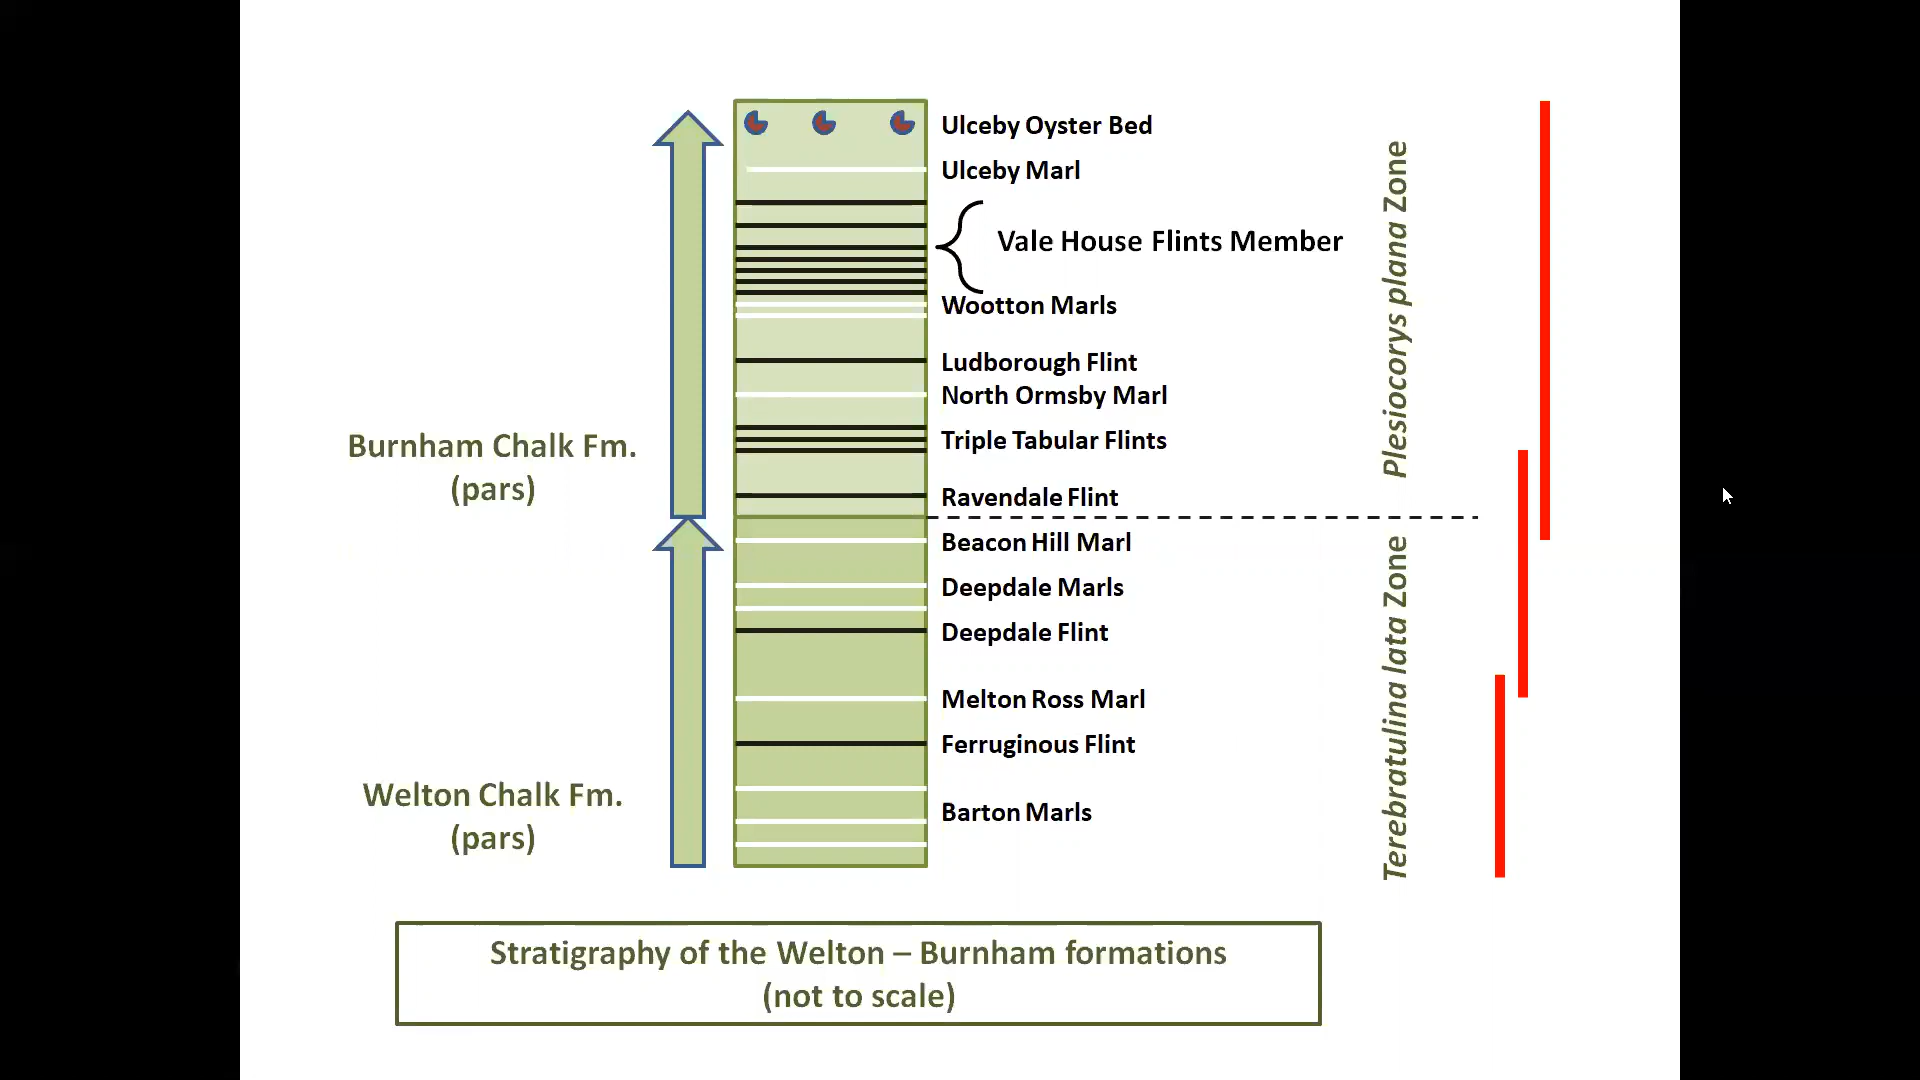 Ulceby Oyster Bed
Ulceby Marl
Vale House Flints Member
Wootton Marls
Ludborough Flint
North Ormsby Marl
Triple Tabular Flints
Ravendale Flint
Beacon Hill Marl
Deepdale Marls
Deepdale Flint
Melton Ross Marl
Ferruginous Flint
Barton Marls
Burnham Chalk Fm.
(pars)
Welton Chalk Fm.
(pars)
Plesiocorys plana Zone
Terebratulina lata Zone
Stratigraphy of the Welton – Burnham formations
(not to scale)